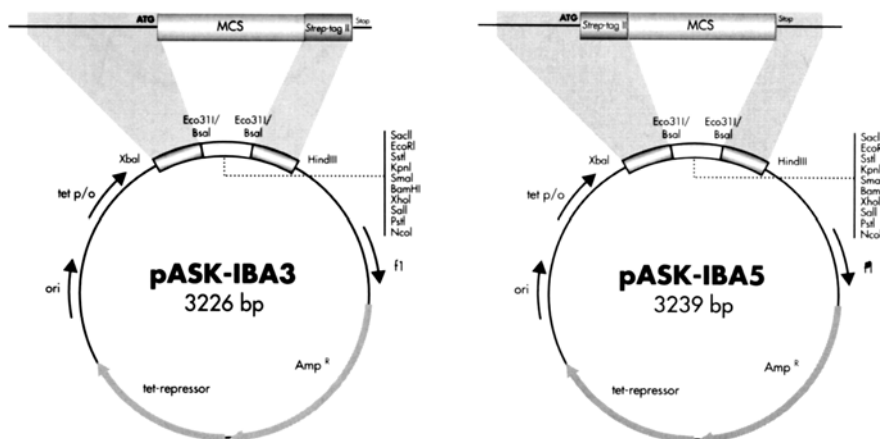 ATG
MCS
Strep-tag II
Stop
Eco31I/
BsaI
Eco31I/
BsaI
XbaI
HindIII
SacII
EcoRI
SstI
KpnI
SmaI
BamHI
XhoI
SalI
PstI
NcoI
tet p/o
ori
f1
pASK-IBA3
3226 bp
Amp R
tet-repressor
ATG
Strep-tag II
MCS
Stop
Eco31I/
BsaI
Eco31I/
BsaI
XbaI
HindIII
SacII
EcoRI
SstI
KpnI
SmaI
BamHI
XhoI
SalI
PstI
NcoI
tet p/o
ori
pASK-IBA5
3239 bp
Amp R
tet-repressor